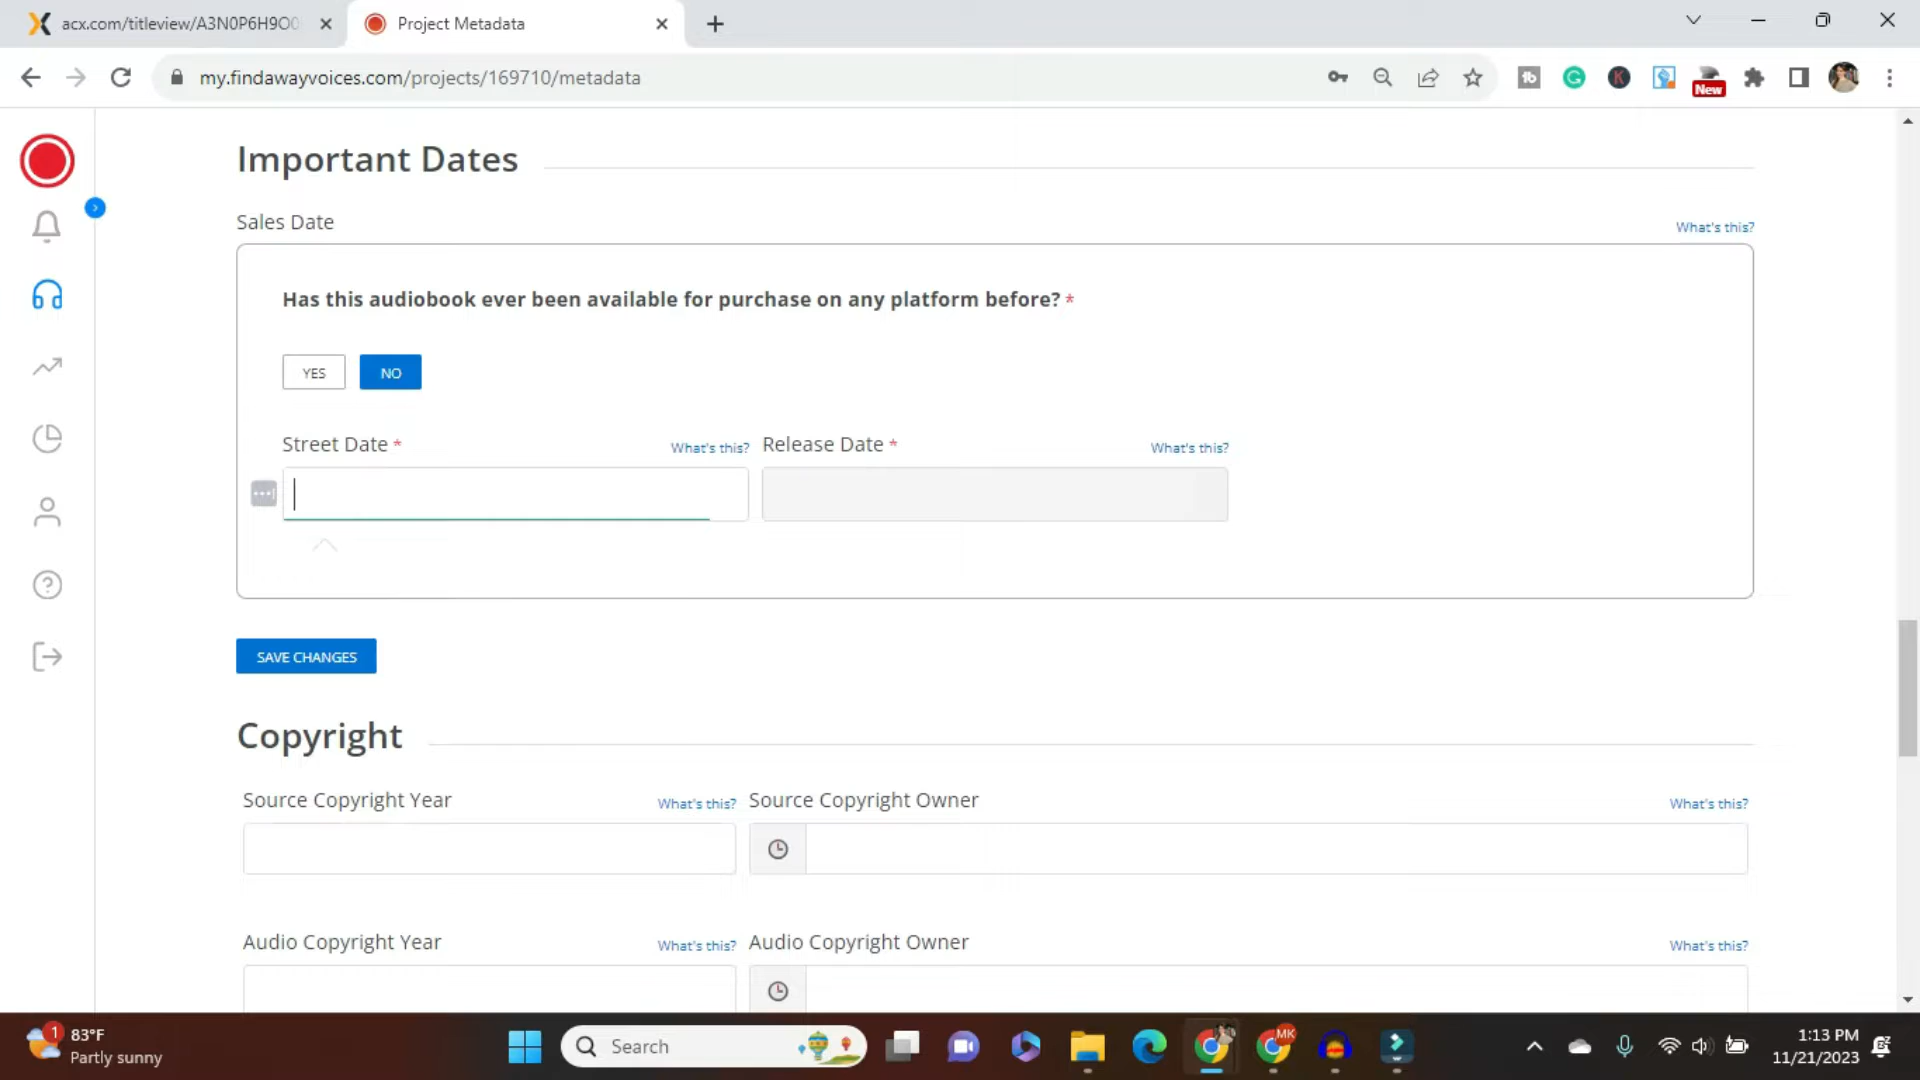 acx.com/titleview/A3N0P6H9O0
Project Metadata
my.findawayvoices.com/projects/169710/metadata
New
Important Dates
Sales Date
What's this?
Has this audiobook ever been available for purchase on any platform before? *
YES
NO
Street Date *
What's this?
Release Date *
What's this?
SAVE CHANGES
Copyright
Source Copyright Year
What's this?
Source Copyright Owner
What's this?
Audio Copyright Year
What's this?
Audio Copyright Owner
What's this?
1
83°F
Partly sunny
Search
MK
1:13 PM
11/21/2023